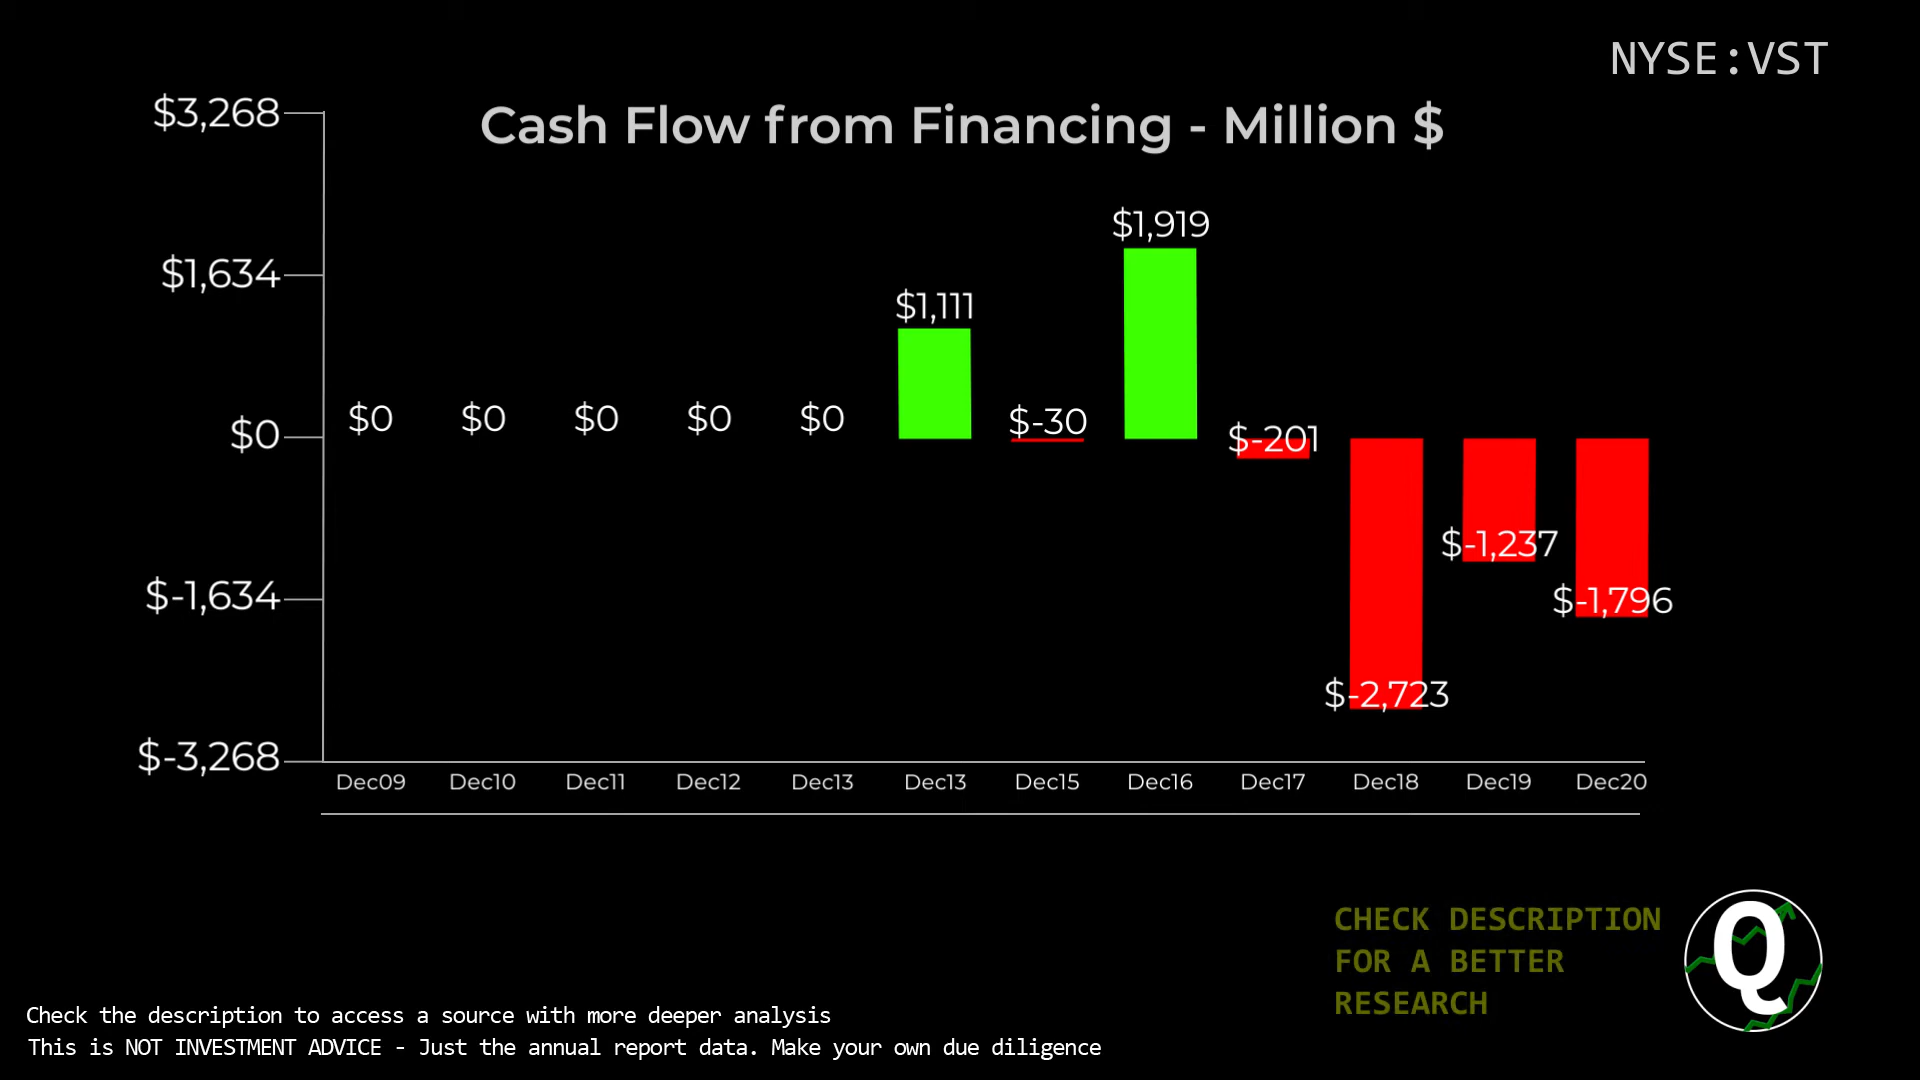 NYSE:VST
Cash Flow from Financing - Million $
$3,268
$1,634
$0
$-1,634
$-3,268
$0
$0
$0
$0
$0
$1,111
$-30
$1,919
$-201
$-2,723
$-1,237
$-1,796
Dec09
Dec10
Dec11
Dec12
Dec13
Dec13
Dec15
Dec16
Dec17
Dec18
Dec19
Dec20
CHECK DESCRIPTION
FOR A BETTER
RESEARCH
Q
Check the description to access a source with more deeper analysis
This is NOT INVESTMENT ADVICE - Just the annual report data. Make your own due diligence